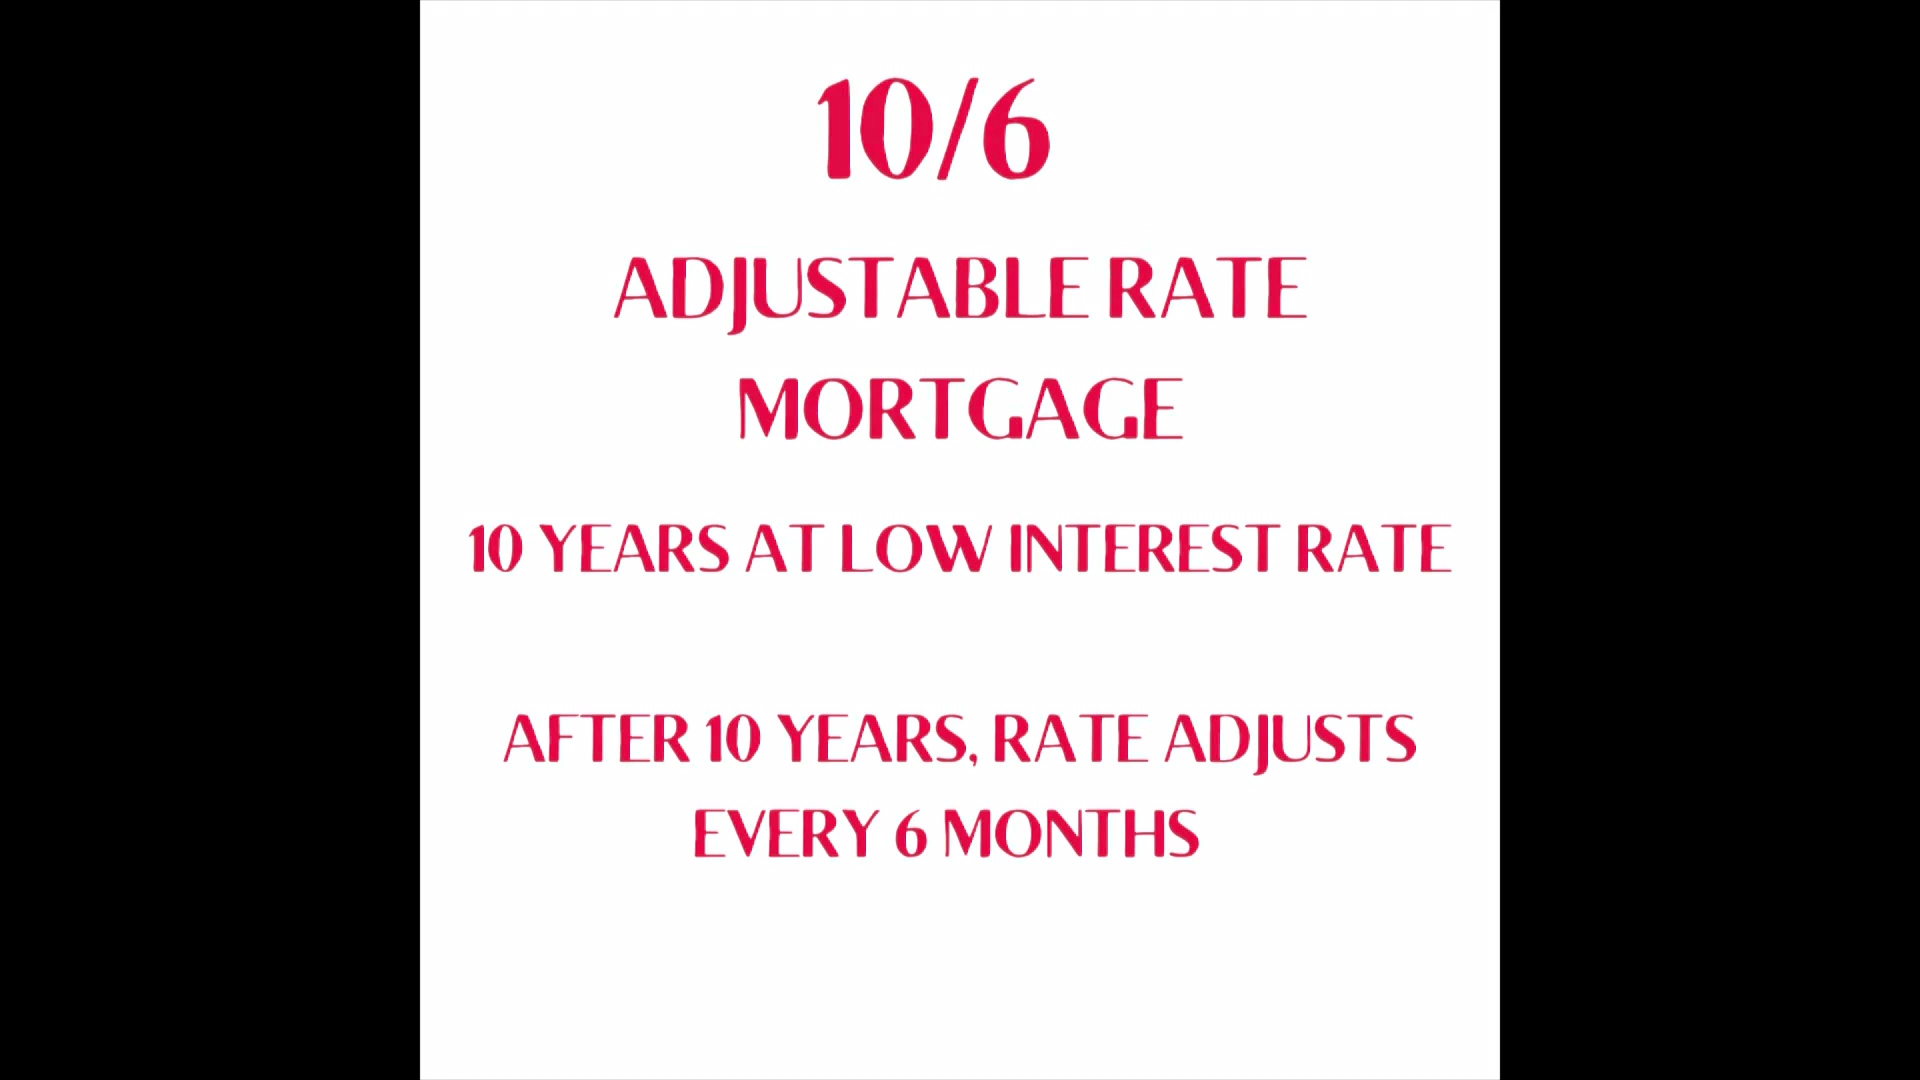 10/6
ADJUSTABLE RATE
MORTGAGE
10 YEARS AT LOW INTEREST RATE
AFTER 10 YEARS, RATE ADJUSTS
EVERY 6 MONTHS